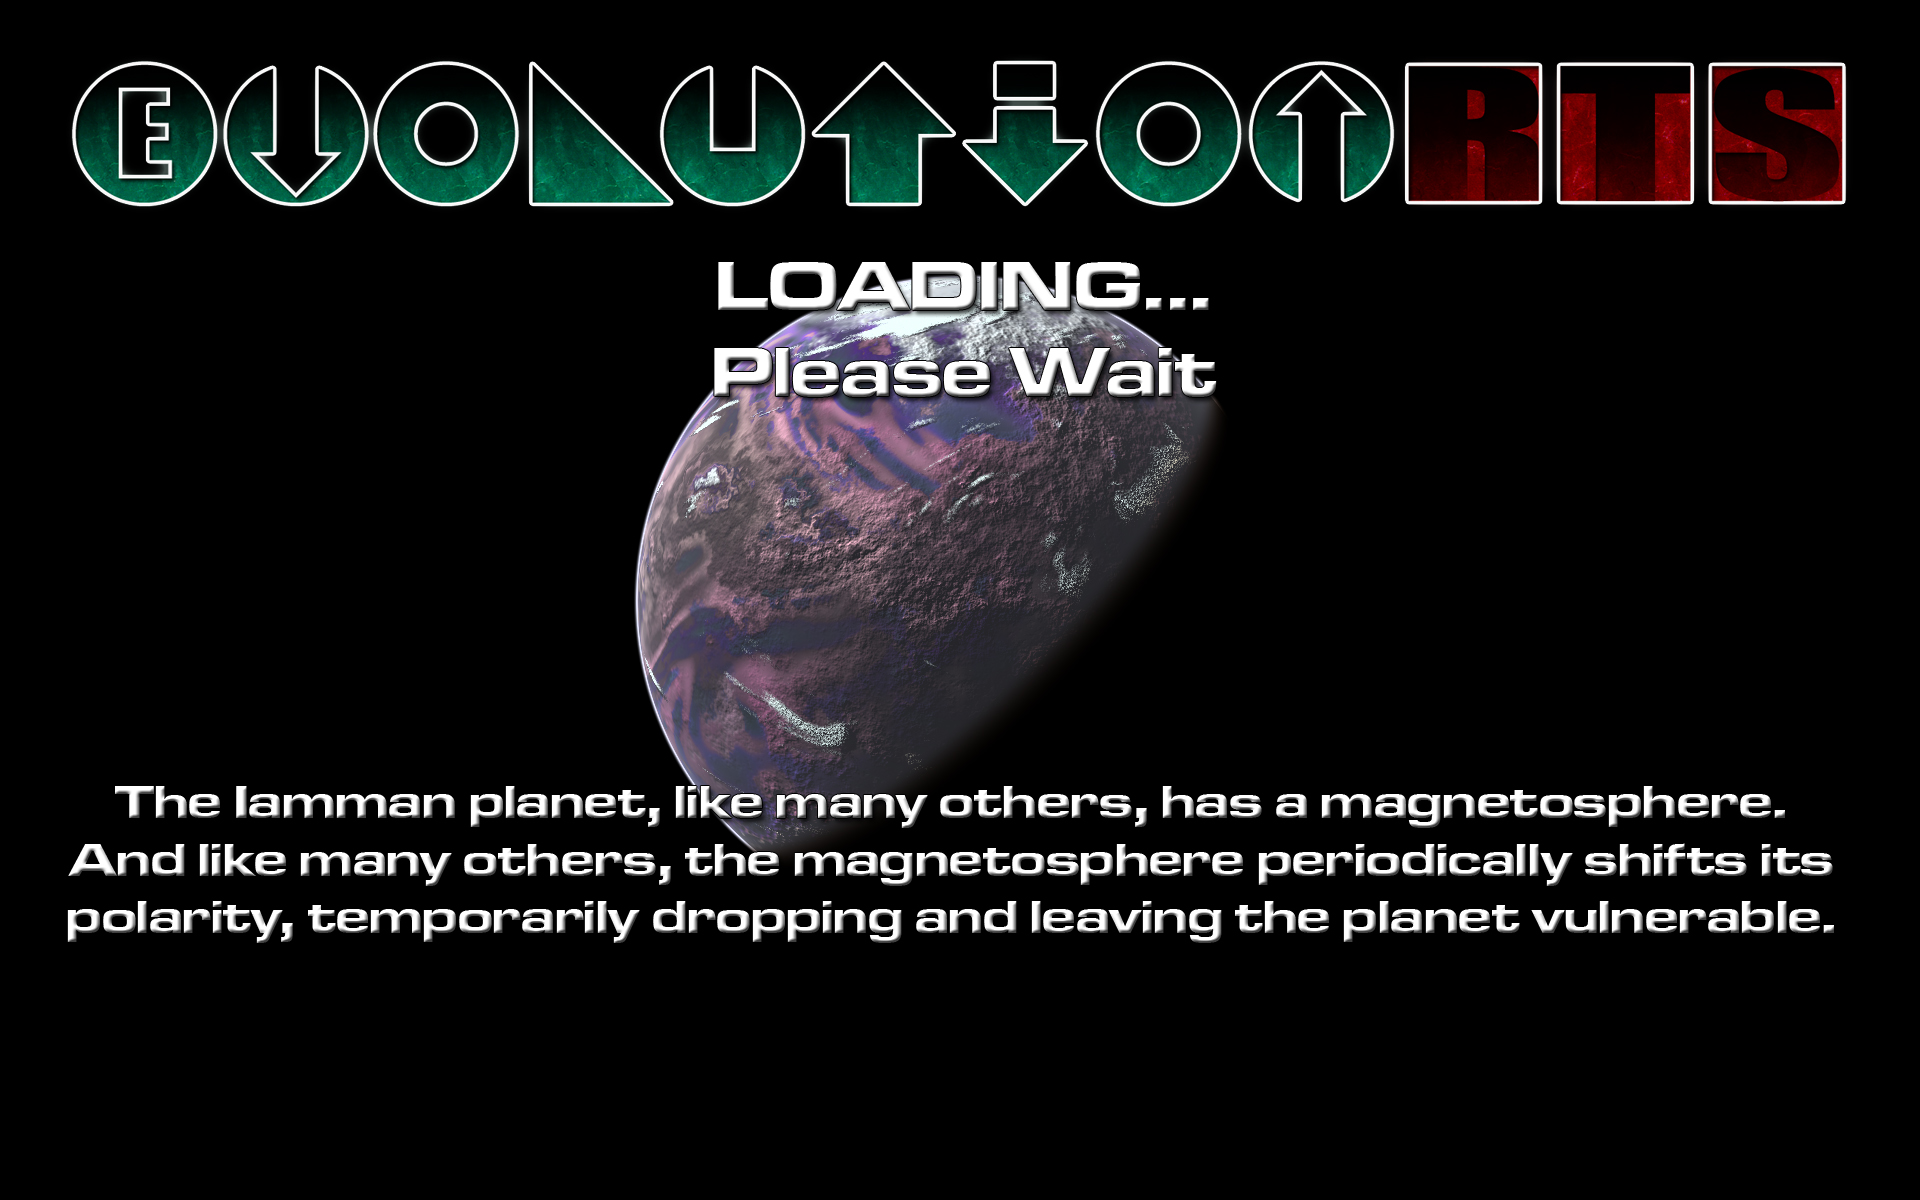 EVOLUTION RTS
LOADING...
Please Wait
The Iamman planet, like many others, has a magnetosphere.
And like many others, the magnetosphere periodically shifts its
polarity, temporarily dropping and leaving the planet vulnerable.